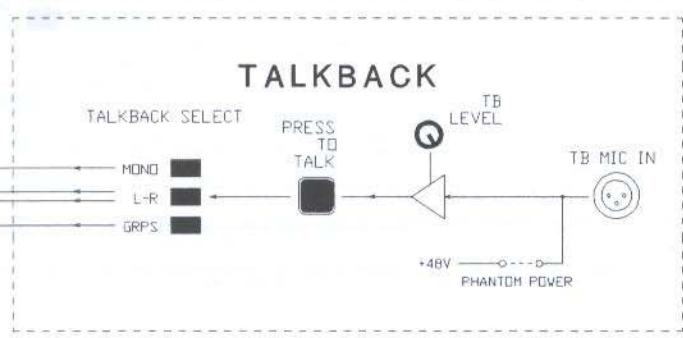 TALKBACK
TALKBACK SELECT
MONO
L-R
GRPS
PRESS
TO
TALK
TB
LEVEL
TB MIC IN
+48V
PHANTOM POWER